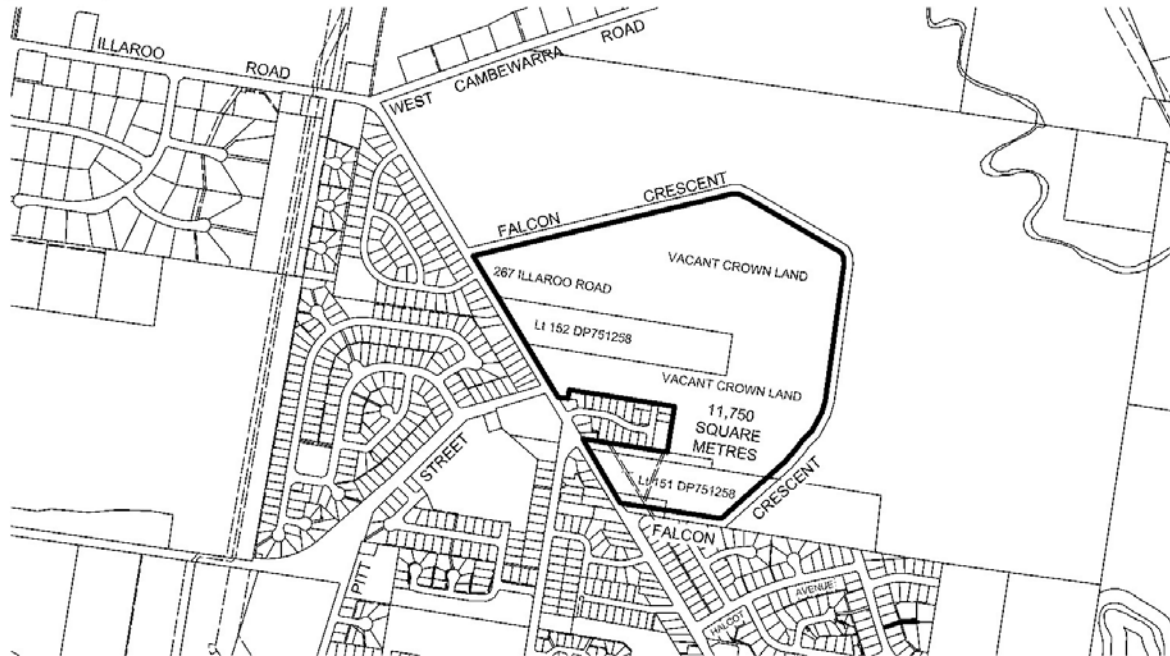 ILLAROO ROAD
WEST CAMBEWARRA ROAD
FALCON CRESCENT
VACANT CROWN LAND
267 ILLAROO ROAD
Lt 152 DP751258
VACANT CROWN LAND
11,750
SQUARE
METRES
STREET
Lt 151 DP751258
CRESCENT
FALCON
PITT
AVENUE
HALCOT